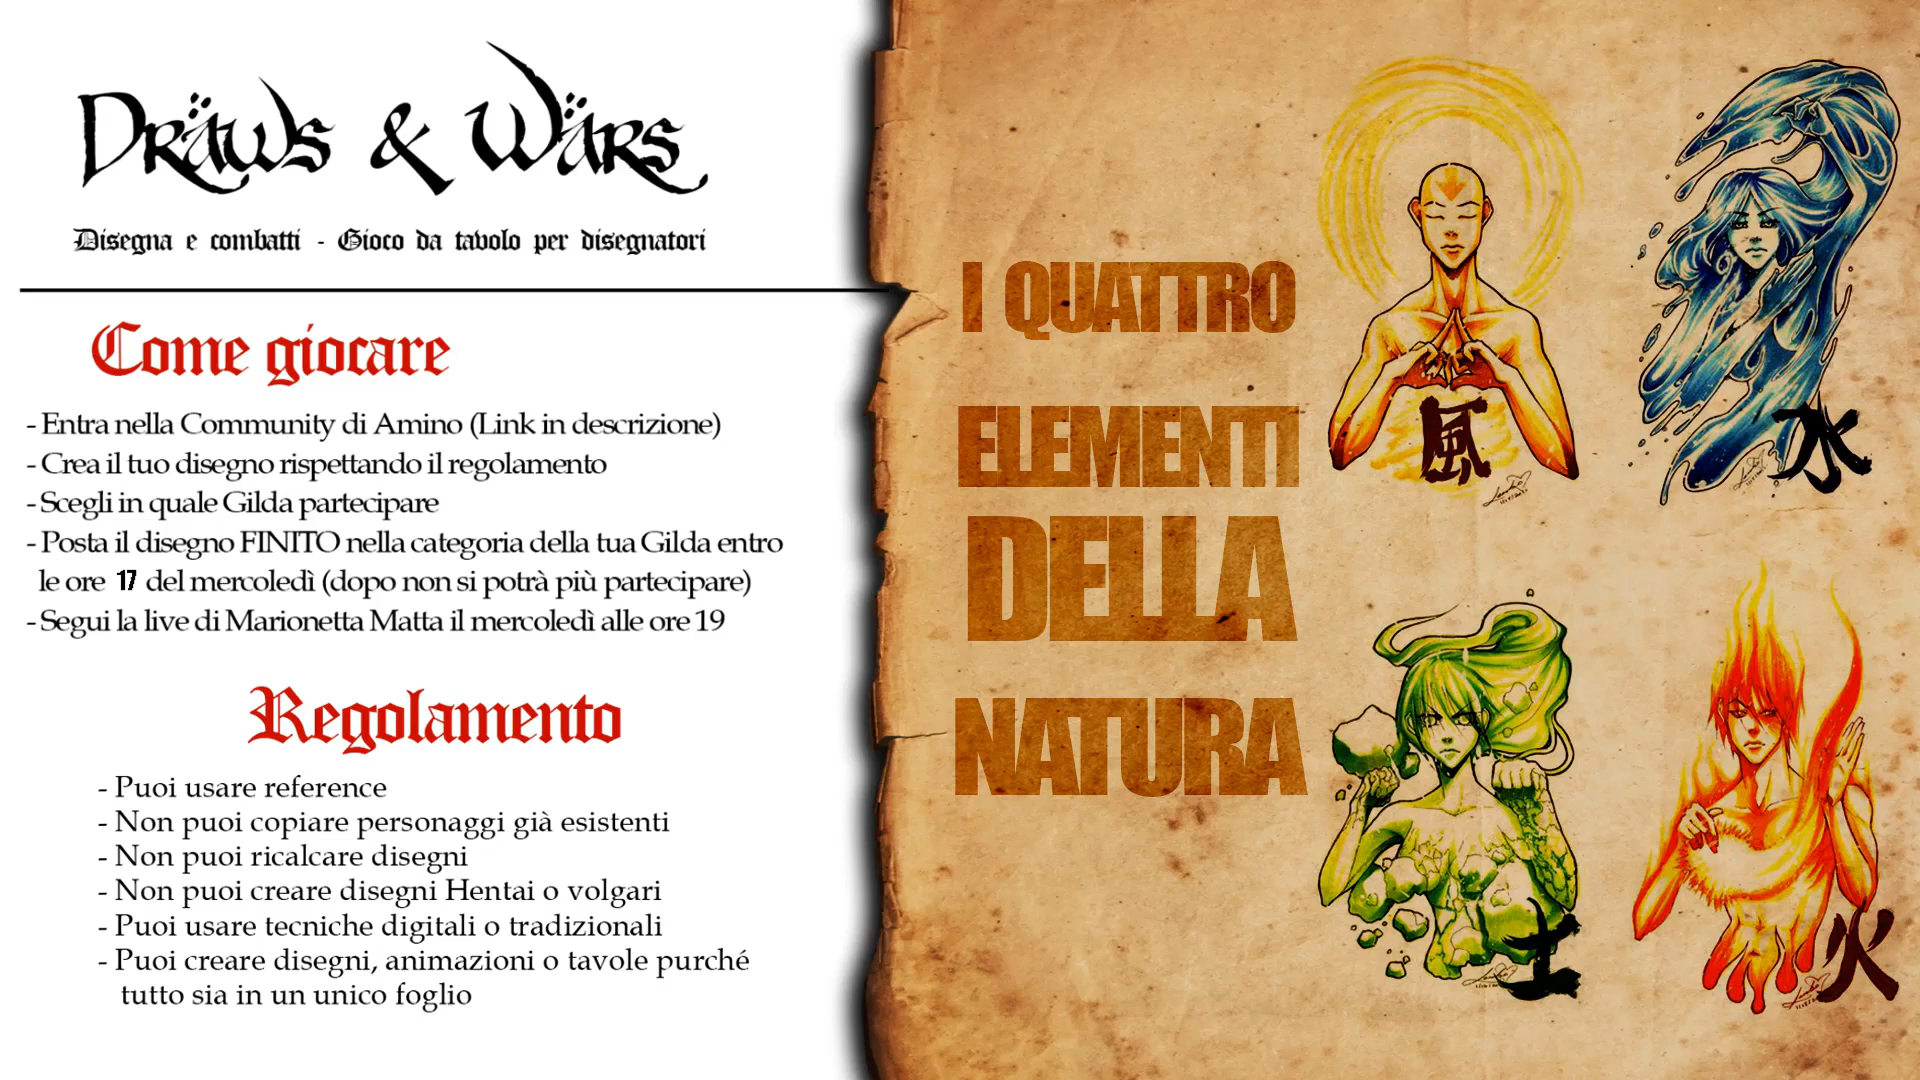 Dräws & Wärs
Disegna e combatti - Gioco da tavolo per disegnatori
Come giocare
- Entra nella Community di Amino (Link in descrizione)
- Crea il tuo disegno rispettando il regolamento
- Scegli in quale Gilda partecipare
- Posta il disegno FINITO nella categoria della tua Gilda entro
le ore 17 del mercoledì (dopo non si potrà più partecipare)
- Segui la live di Marionetta Matta il mercoledì alle ore 19
Regolamento
- Puoi usare reference
- Non puoi copiare personaggi già esistenti
- Non puoi ricalcare disegni
- Non puoi creare disegni Hentai o volgari
- Puoi usare tecniche digitali o tradizionali
- Puoi creare disegni, animazioni o tavole purché
tutto sia in un unico foglio
I QUATTRO
ELEMENTI
DELLA
NATURA
風
水
土
火